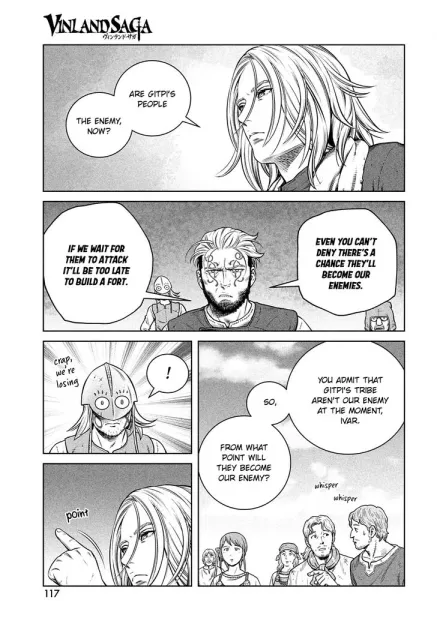 VINLAND SAGA
ヴィンランド・サガ
ARE GITPI'S
PEOPLE
THE ENEMY,
NOW?
EVEN YOU CAN'T
DENY THERE'S A
CHANCE THEY'LL
BECOME OUR
ENEMIES.
IF WE WAIT FOR
THEM TO ATTACK
IT'LL BE TOO LATE
TO BUILD A FORT.
crap,
we're
losing
!
YOU ADMIT THAT
GITPI'S TRIBE
AREN'T OUR ENEMY
AT THE MOMENT,
IVAR.
SO,
FROM WHAT
POINT WILL
THEY BECOME
OUR ENEMY?
whisper
whisper
point
117